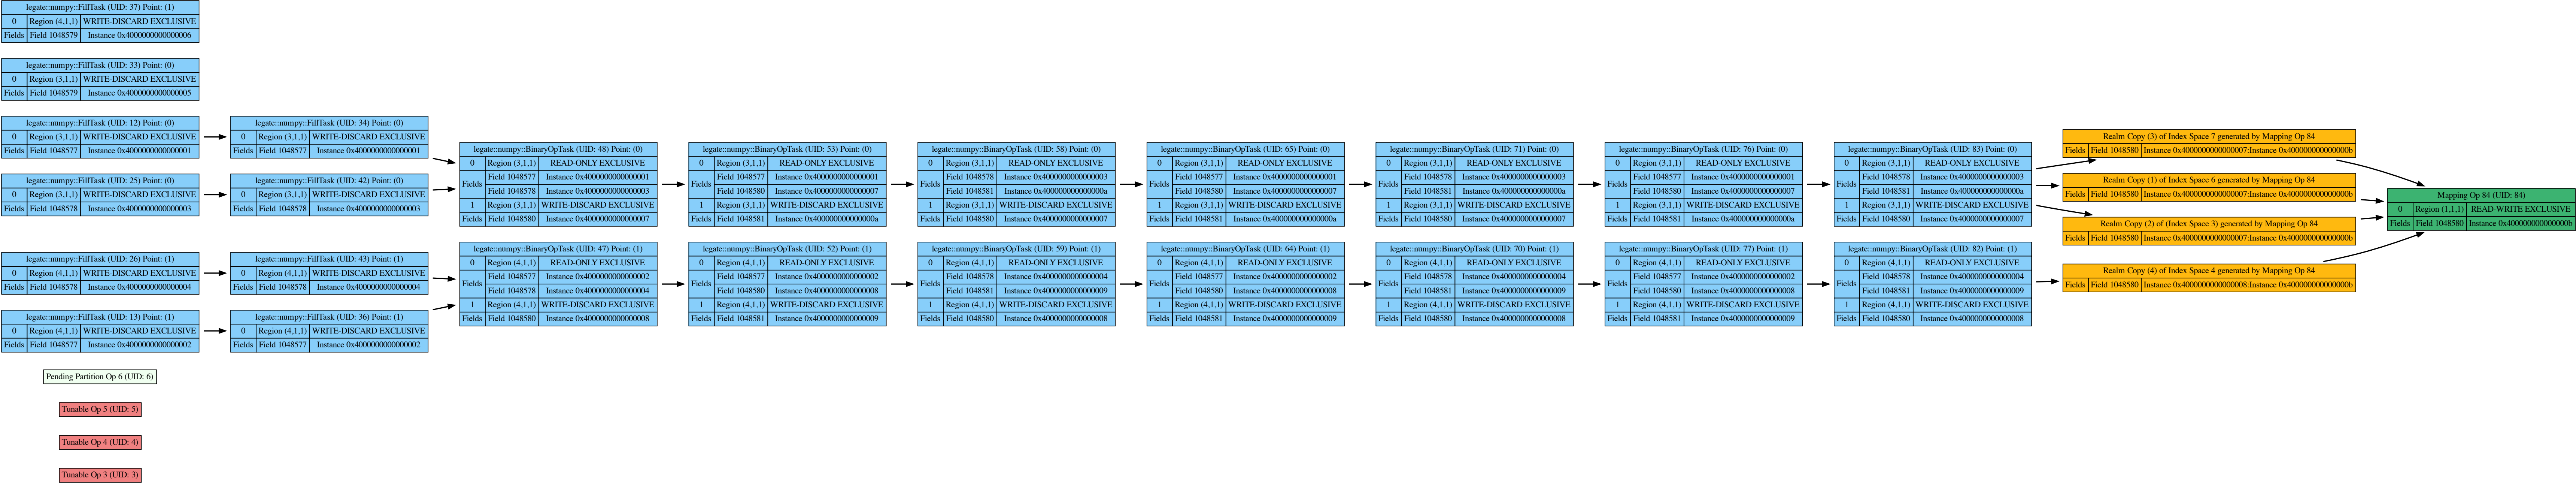 legate::numpy::FillTask (UID: 37) Point: (1)
0 Region (4,1,1) WRITE-DISCARD EXCLUSIVE
Fields Field 1048579 Instance 0x4000000000000006
legate::numpy::FillTask (UID: 33) Point: (0)
0 Region (3,1,1) WRITE-DISCARD EXCLUSIVE
Fields Field 1048579 Instance 0x4000000000000005
legate::numpy::FillTask (UID: 12) Point: (0)
0 Region (3,1,1) WRITE-DISCARD EXCLUSIVE
Fields Field 1048577 Instance 0x4000000000000001
legate::numpy::FillTask (UID: 25) Point: (0)
0 Region (3,1,1) WRITE-DISCARD EXCLUSIVE
Fields Field 1048578 Instance 0x4000000000000003
legate::numpy::FillTask (UID: 26) Point: (1)
0 Region (4,1,1) WRITE-DISCARD EXCLUSIVE
Fields Field 1048578 Instance 0x4000000000000004
legate::numpy::FillTask (UID: 13) Point: (1)
0 Region (4,1,1) WRITE-DISCARD EXCLUSIVE
Fields Field 1048577 Instance 0x4000000000000002
Pending Partition Op 6 (UID: 6)
Tunable Op 5 (UID: 5)
Tunable Op 4 (UID: 4)
Tunable Op 3 (UID: 3)
legate::numpy::FillTask (UID: 34) Point: (0)
0 Region (3,1,1) WRITE-DISCARD EXCLUSIVE
Fields Field 1048577 Instance 0x4000000000000001
legate::numpy::FillTask (UID: 42) Point: (0)
0 Region (3,1,1) WRITE-DISCARD EXCLUSIVE
Fields Field 1048578 Instance 0x4000000000000003
legate::numpy::FillTask (UID: 43) Point: (1)
0 Region (4,1,1) WRITE-DISCARD EXCLUSIVE
Fields Field 1048578 Instance 0x4000000000000004
legate::numpy::FillTask (UID: 36) Point: (1)
0 Region (4,1,1) WRITE-DISCARD EXCLUSIVE
Fields Field 1048577 Instance 0x4000000000000002
legate::numpy::BinaryOpTask (UID: 48) Point: (0)
0 Region (3,1,1) READ-ONLY EXCLUSIVE
Fields Field 1048577 Instance 0x4000000000000001
Field 1048578 Instance 0x4000000000000003
1 Region (3,1,1) WRITE-DISCARD EXCLUSIVE
Fields Field 1048580 Instance 0x4000000000000007
legate::numpy::BinaryOpTask (UID: 47) Point: (1)
0 Region (4,1,1) READ-ONLY EXCLUSIVE
Fields Field 1048577 Instance 0x4000000000000002
Field 1048578 Instance 0x4000000000000004
1 Region (4,1,1) WRITE-DISCARD EXCLUSIVE
Fields Field 1048580 Instance 0x4000000000000008
legate::numpy::BinaryOpTask (UID: 53) Point: (0)
0 Region (3,1,1) READ-ONLY EXCLUSIVE
Fields Field 1048577 Instance 0x4000000000000001
Field 1048580 Instance 0x4000000000000007
1 Region (3,1,1) WRITE-DISCARD EXCLUSIVE
Fields Field 1048581 Instance 0x400000000000000a
legate::numpy::BinaryOpTask (UID: 52) Point: (1)
0 Region (4,1,1) READ-ONLY EXCLUSIVE
Fields Field 1048577 Instance 0x4000000000000002
Field 1048580 Instance 0x4000000000000008
1 Region (4,1,1) WRITE-DISCARD EXCLUSIVE
Fields Field 1048581 Instance 0x4000000000000009
legate::numpy::BinaryOpTask (UID: 58) Point: (0)
0 Region (3,1,1) READ-ONLY EXCLUSIVE
Fields Field 1048578 Instance 0x4000000000000003
Field 1048581 Instance 0x400000000000000a
1 Region (3,1,1) WRITE-DISCARD EXCLUSIVE
Fields Field 1048580 Instance 0x4000000000000007
legate::numpy::BinaryOpTask (UID: 59) Point: (1)
0 Region (4,1,1) READ-ONLY EXCLUSIVE
Fields Field 1048578 Instance 0x4000000000000004
Field 1048581 Instance 0x4000000000000009
1 Region (4,1,1) WRITE-DISCARD EXCLUSIVE
Fields Field 1048580 Instance 0x4000000000000008
legate::numpy::BinaryOpTask (UID: 65) Point: (0)
0 Region (3,1,1) READ-ONLY EXCLUSIVE
Fields Field 1048577 Instance 0x4000000000000001
Field 1048580 Instance 0x4000000000000007
1 Region (3,1,1) WRITE-DISCARD EXCLUSIVE
Fields Field 1048581 Instance 0x400000000000000a
legate::numpy::BinaryOpTask (UID: 64) Point: (1)
0 Region (4,1,1) READ-ONLY EXCLUSIVE
Fields Field 1048577 Instance 0x4000000000000002
Field 1048580 Instance 0x4000000000000008
1 Region (4,1,1) WRITE-DISCARD EXCLUSIVE
Fields Field 1048581 Instance 0x4000000000000009
legate::numpy::BinaryOpTask (UID: 71) Point: (0)
0 Region (3,1,1) READ-ONLY EXCLUSIVE
Fields Field 1048578 Instance 0x4000000000000003
Field 1048581 Instance 0x400000000000000a
1 Region (3,1,1) WRITE-DISCARD EXCLUSIVE
Fields Field 1048580 Instance 0x4000000000000007
legate::numpy::BinaryOpTask (UID: 70) Point: (1)
0 Region (4,1,1) READ-ONLY EXCLUSIVE
Fields Field 1048578 Instance 0x4000000000000004
Field 1048581 Instance 0x4000000000000009
1 Region (4,1,1) WRITE-DISCARD EXCLUSIVE
Fields Field 1048580 Instance 0x4000000000000008
legate::numpy::BinaryOpTask (UID: 76) Point: (0)
0 Region (3,1,1) READ-ONLY EXCLUSIVE
Fields Field 1048577 Instance 0x4000000000000001
Field 1048580 Instance 0x4000000000000007
1 Region (3,1,1) WRITE-DISCARD EXCLUSIVE
Fields Field 1048581 Instance 0x400000000000000a
legate::numpy::BinaryOpTask (UID: 77) Point: (1)
0 Region (4,1,1) READ-ONLY EXCLUSIVE
Fields Field 1048577 Instance 0x4000000000000002
Field 1048580 Instance 0x4000000000000008
1 Region (4,1,1) WRITE-DISCARD EXCLUSIVE
Fields Field 1048581 Instance 0x4000000000000009
legate::numpy::BinaryOpTask (UID: 83) Point: (0)
0 Region (3,1,1) READ-ONLY EXCLUSIVE
Fields Field 1048578 Instance 0x4000000000000003
Field 1048581 Instance 0x400000000000000a
1 Region (3,1,1) WRITE-DISCARD EXCLUSIVE
Fields Field 1048580 Instance 0x4000000000000007
legate::numpy::BinaryOpTask (UID: 82) Point: (1)
0 Region (4,1,1) READ-ONLY EXCLUSIVE
Fields Field 1048578 Instance 0x4000000000000004
Field 1048581 Instance 0x4000000000000009
1 Region (4,1,1) WRITE-DISCARD EXCLUSIVE
Fields Field 1048580 Instance 0x4000000000000008
Realm Copy (3) of Index Space 7 generated by Mapping Op 84
Fields Field 1048580 Instance 0x4000000000000007:Instance 0x400000000000000b
Realm Copy (1) of Index Space 6 generated by Mapping Op 84
Fields Field 1048580 Instance 0x4000000000000007:Instance 0x400000000000000b
Realm Copy (2) of (Index Space 3) generated by Mapping Op 84
Fields Field 1048580 Instance 0x4000000000000007:Instance 0x400000000000000b
Realm Copy (4) of Index Space 4 generated by Mapping Op 84
Fields Field 1048580 Instance 0x4000000000000008:Instance 0x400000000000000b
Mapping Op 84 (UID: 84)
0 Region (1,1,1) READ-WRITE EXCLUSIVE
Fields Field 1048580 Instance 0x400000000000000b